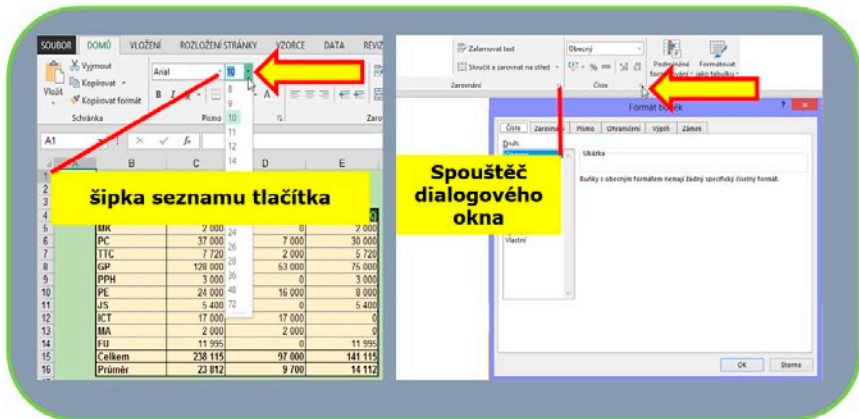 SOUBOR DOMŮ VLOŽENÍ ROZLOŽENÍ STRÁNKY VZORCE DATA REVIZ
Vložit
Vyjmout
Kopírovat
Kopírovat formát
Schránka
Arial 10
B I
A
Písmo
Zaro
8
9
10
11
12
14
24
26
28
36
48
72
A1
fx
A B C D E
šipka seznamu tlačítka
1
2
3
4
5 MK 2 000 0 2 000
6 PC 37 000 7 000 30 000
7 TTC 7 720 2 000 5 720
8 GP 128 000 53 000 75 000
9 PPH 3 000 0 3 000
10 PE 24 000 16 000 8 000
11 JS 5 400 0 5 400
12 ICT 17 000 17 000 0
13 MA 2 000 2 000 0
14 FU 11 995 0 11 995
15 Celkem 238 115 97 000 141 115
16 Průměr 23 812 9 700 14 112
Zalamovat text
Sloučit a zarovnat na střed
Zarovnání
Obecný
%
Číslo
Podmíněné formátování
Formátovat jako tabulku
Formát buněk
?
Číslo Zarovnání Písmo Ohraničení Výplň Zámek
Druh:
Ukázka
Buňky s obecným formátem nemají žádný specifický číselný formát.
Spouštěč
dialogového
okna
Vlastní
OK Storno